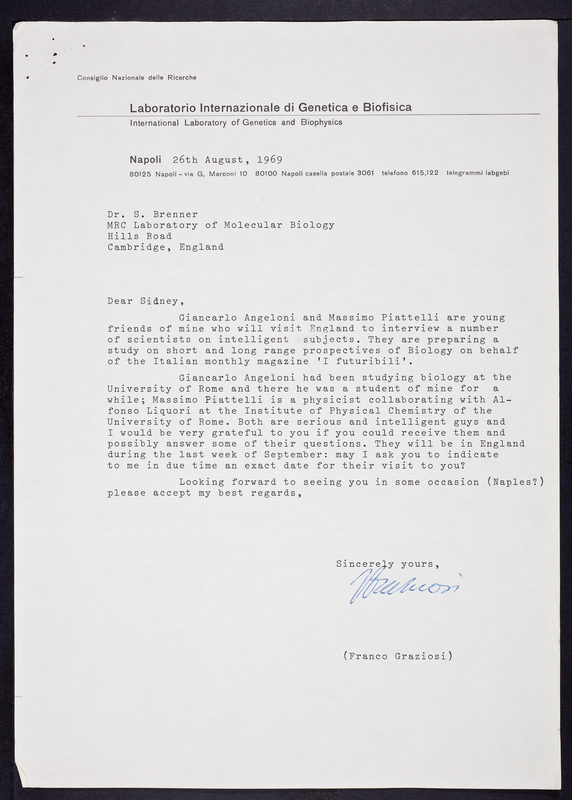 Consiglio Nazionale delle Ricerche
Laboratorio Internazionale di Genetica e Biofisica
International Laboratory of Genetics and Biophysics
Napoli 26th August, 1969
80125 Napoli – via G. Marconi 10 80100 Napoli casella postale 3061 telefono 615.122 telegrammi labgebi
Dr. S. Brenner
MRC Laboratory of Molecular Biology
Hills Road
Cambridge, England
Dear Sidney,
Giancarlo Angeloni and Massimo Piattelli are young
friends of mine who will visit England to interview a number
of scientists on intelligent subjects. They are preparing a
study on short and long range prospectives of Biology on behalf
of the Italian monthly magazine 'I futuribili'.
Giancarlo Angeloni had been studying biology at the
University of Rome and there he was a student of mine for a
while; Massimo Piattelli is a physicist collaborating with Al-
fonso Liquori at the Institute of Physical Chemistry of the
University of Rome. Both are serious and intelligent guys and
I would be very grateful to you if you could receive them and
possibly answer some of their questions. They will be in England
during the last week of September: may I ask you to indicate
to me in due time an exact date for their visit to you?
Looking forward to seeing you in some occasion (Naples?)
please accept my best regards,
Sincerely yours,
(Franco Graziosi)